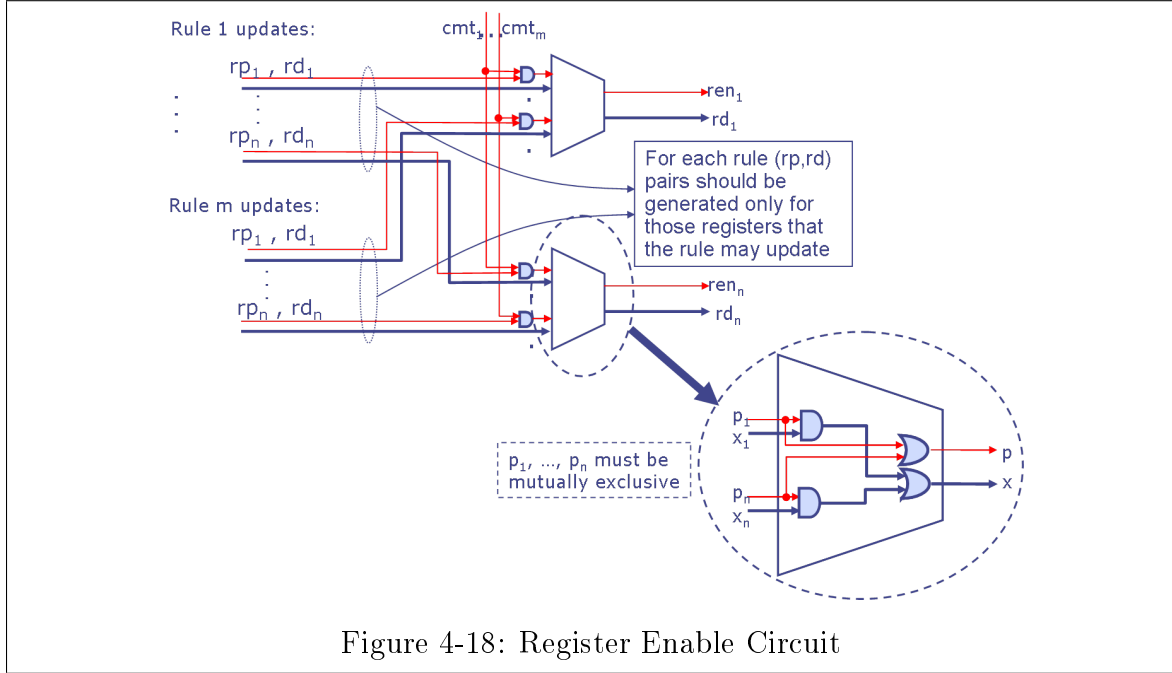 Rule 1 updates:
cmt₁ ... cmtₘ
rp₁ , rd₁
rpₙ , rdₙ
ren₁
rd₁
For each rule (rp,rd)
pairs should be
generated only for
those registers that
the rule may update
Rule m updates:
rp₁ , rd₁
rpₙ , rdₙ
renₙ
rdₙ
p₁
x₁
pₙ
xₙ
p
x
p₁, ..., pₙ must be
mutually exclusive
Figure 4-18: Register Enable Circuit